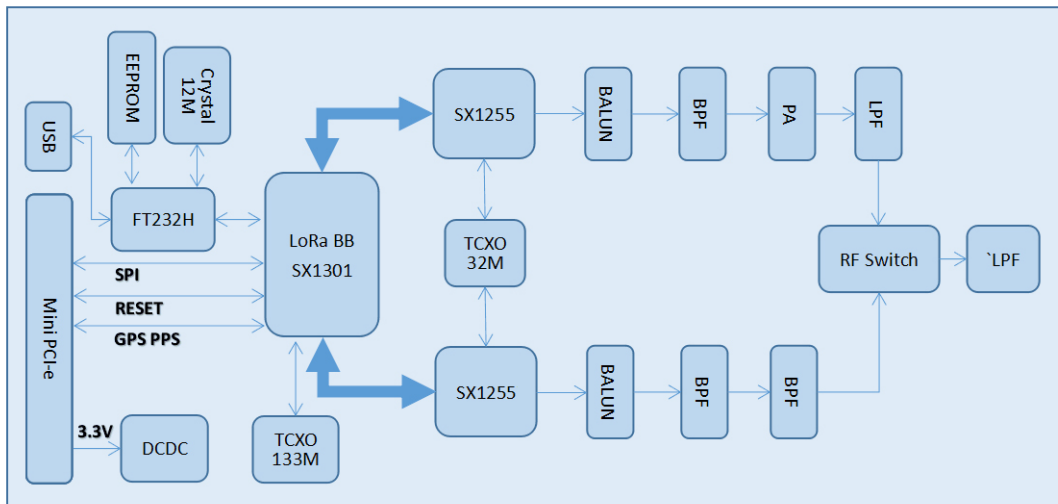 EEPROM
Crystal
12M
USB
FT232H
Mini PCI-e
SPI
RESET
GPS PPS
3.3V
DCDC
LoRa BB
SX1301
TCXO
133M
SX1255
BALUN
BPF
PA
LPF
TCXO
32M
RF Switch
`LPF
SX1255
BALUN
BPF
BPF